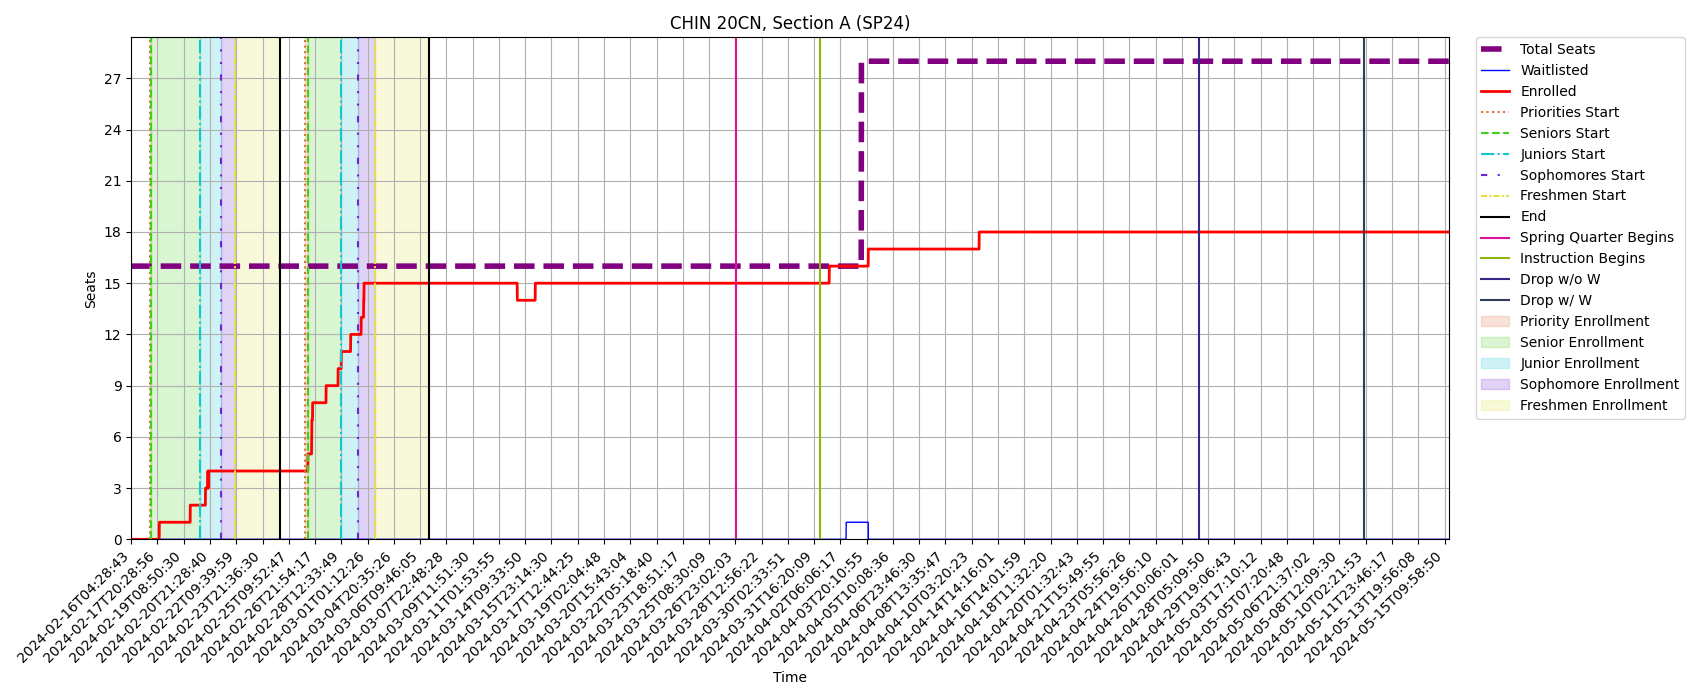 CHIN 20CN, Section A (SP24)
Seats
27
24
21
18
15
12
9
6
3
0
2024-02-16T04:28:43
2024-02-17T20:28:56
2024-02-19T08:50:30
2024-02-20T21:28:40
2024-02-22T09:39:59
2024-02-23T21:36:30
2024-02-25T09:52:47
2024-02-26T21:54:17
2024-02-28T12:33:49
2024-03-01T01:12:26
2024-03-04T20:35:26
2024-03-06T09:46:05
2024-03-07T22:48:28
2024-03-09T11:51:30
2024-03-11T01:53:55
2024-03-14T09:33:50
2024-03-15T23:14:30
2024-03-17T12:44:25
2024-03-19T02:04:48
2024-03-20T15:43:04
2024-03-22T05:18:40
2024-03-23T18:51:17
2024-03-25T08:30:09
2024-03-26T23:02:03
2024-03-28T12:56:22
2024-03-30T02:33:51
2024-03-31T16:20:09
2024-04-02T06:06:17
2024-04-03T20:10:55
2024-04-05T10:08:36
2024-04-06T23:46:30
2024-04-08T13:35:47
2024-04-10T03:20:23
2024-04-14T14:16:01
2024-04-16T04:01:59
2024-04-18T11:32:20
2024-04-20T01:32:43
2024-04-21T15:49:55
2024-04-23T05:56:26
2024-04-24T19:56:10
2024-04-26T10:06:01
2024-04-28T05:09:50
2024-04-29T19:06:43
2024-05-03T17:10:12
2024-05-05T07:20:48
2024-05-06T21:37:02
2024-05-08T12:09:30
2024-05-10T02:21:53
2024-05-11T23:46:17
2024-05-13T19:56:08
2024-05-15T09:58:50
Time
Total Seats
Waitlisted
Enrolled
Priorities Start
Seniors Start
Juniors Start
Sophomores Start
Freshmen Start
End
Spring Quarter Begins
Instruction Begins
Drop w/o W
Drop w/ W
Priority Enrollment
Senior Enrollment
Junior Enrollment
Sophomore Enrollment
Freshmen Enrollment